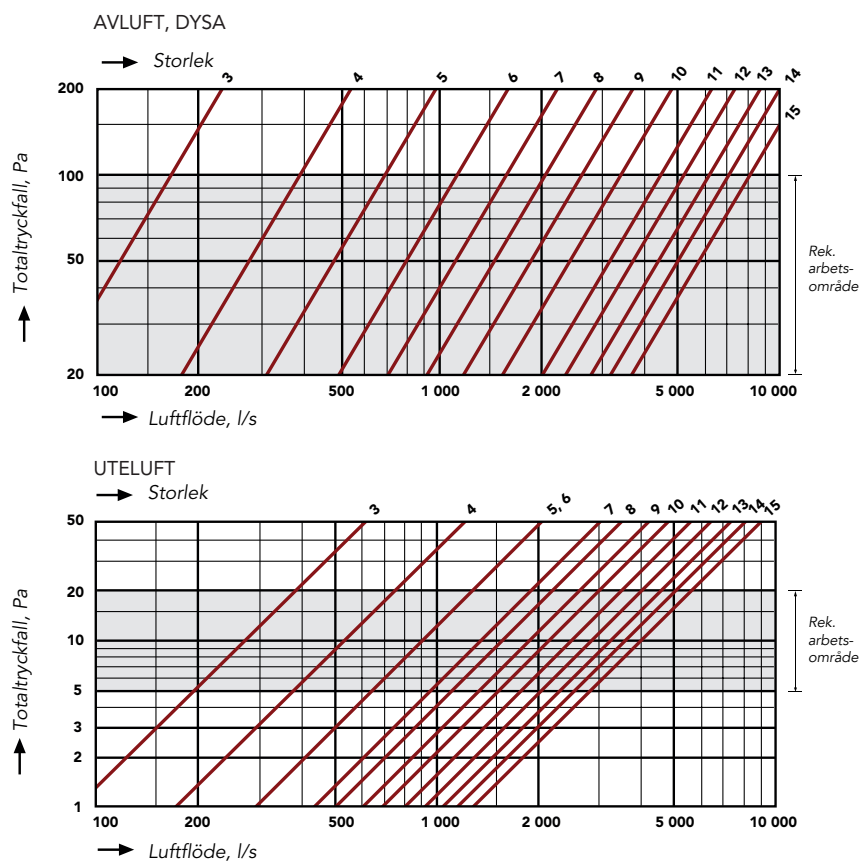 AVLUFT, DYSA
Storlek
3 4 5 6 7 8 9 10 11 12 13 14
15
200
100
50
20
Totaltryckfall, Pa
Rek.
arbets-
område
100 200 500 1 000 2 000 5 000 10 000
Luftflöde, l/s
UTELUFT
Storlek
3 4 5, 6 7 8 9 10 11 12 13 14 15
50
20
10
5
3
2
1
Totaltryckfall, Pa
Rek.
arbets-
område
100 200 500 1 000 2 000 5 000 10 000
Luftflöde, l/s